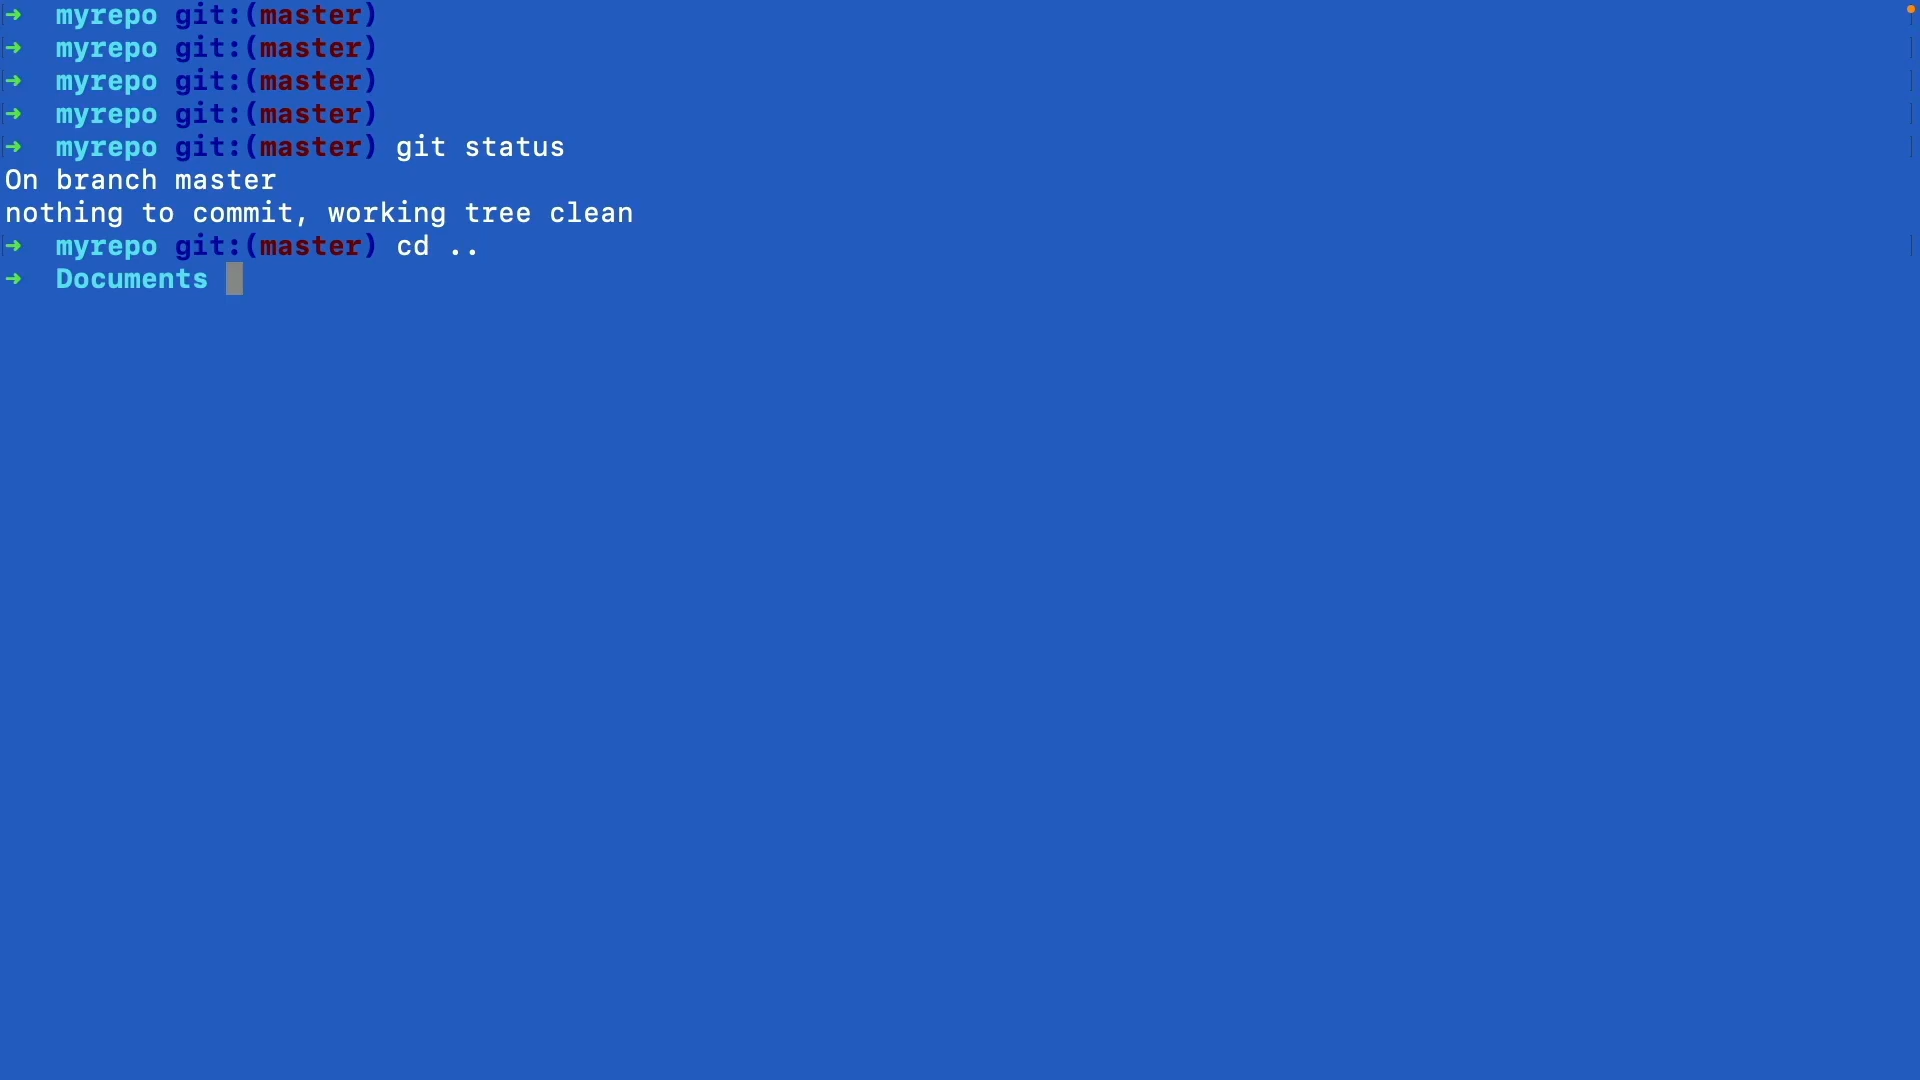 ➜  myrepo git:(master)
➜  myrepo git:(master)
➜  myrepo git:(master)
➜  myrepo git:(master)
➜  myrepo git:(master) git status
On branch master
nothing to commit, working tree clean
➜  myrepo git:(master) cd ..
➜  Documents